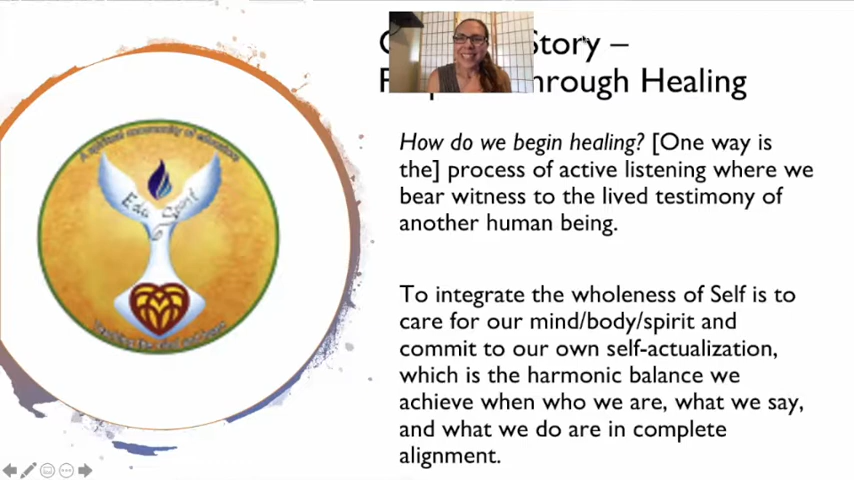 Story –
hrough Healing
How do we begin healing? [One way is
the] process of active listening where we
bear witness to the lived testimony of
another human being.
To integrate the wholeness of Self is to
care for our mind/body/spirit and
commit to our own self-actualization,
which is the harmonic balance we
achieve when who we are, what we say,
and what we do are in complete
alignment.
A spiritual community of educators
Edu Spirit